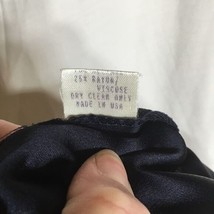 25% RAYON/
VISCOSE
DRY CLEAN ONLY
MADE IN USA